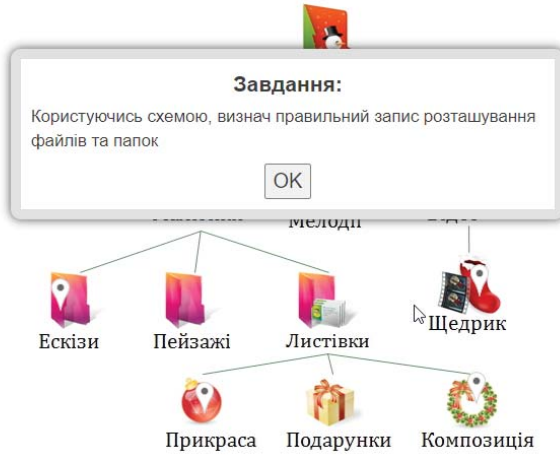 Завдання:
Користуючись схемою, визнач правильний запис розташування
файлів та папок
OK
Мелодії
Ескізи Пейзажі Листівки Щедрик
Прикраса Подарунки Композиція